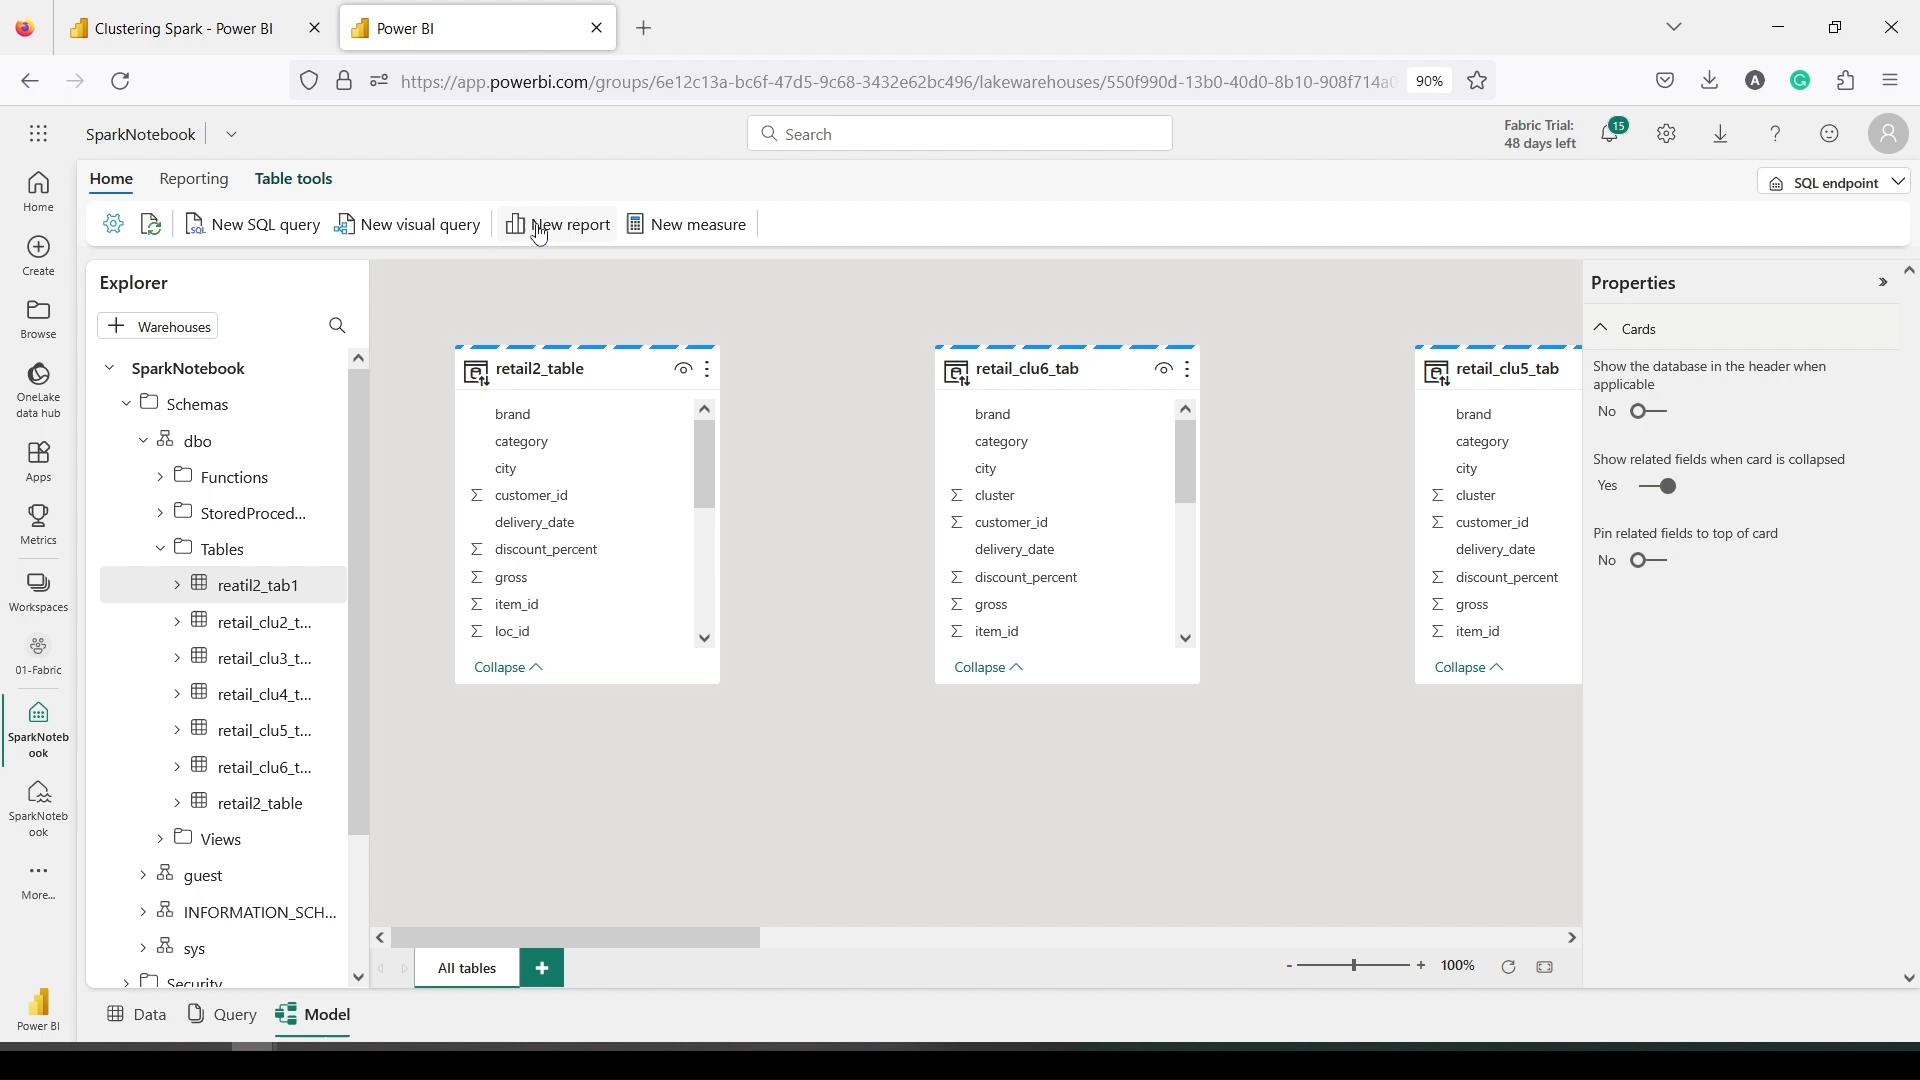 Clustering Spark - Power BI
Power BI
https://app.powerbi.com/groups/6e12c13a-bc6f-47d5-9c68-3432e62bc496/lakewarehouses/550f990d-13b0-40d0-8b10-908f714a0
90%
A
SparkNotebook
Search
Fabric Trial:
48 days left
15
Home
Reporting
Table tools
SQL endpoint
New SQL query
New visual query
New report
New measure
Home
Create
Browse
OneLake
data hub
Apps
Metrics
Workspaces
01-Fabric
SparkNoteb
ook
SparkNoteb
ook
More...
Power BI
Explorer
Warehouses
SparkNotebook
Schemas
dbo
Functions
StoredProced...
Tables
reatil2_tab1
retail_clu2_t...
retail_clu3_t...
retail_clu4_t...
retail_clu5_t...
retail_clu6_t...
retail2_table
Views
guest
INFORMATION_SCH...
sys
Security
retail2_table
brand
category
city
customer_id
delivery_date
discount_percent
gross
item_id
loc_id
Collapse
retail_clu6_tab
brand
category
city
cluster
customer_id
delivery_date
discount_percent
gross
item_id
Collapse
retail_clu5_tab
brand
category
city
cluster
customer_id
delivery_date
discount_percent
gross
item_id
Collapse
Properties
Cards
Show the database in the header when
applicable
No
Show related fields when card is collapsed
Yes
Pin related fields to top of card
No
All tables
100%
Data
Query
Model